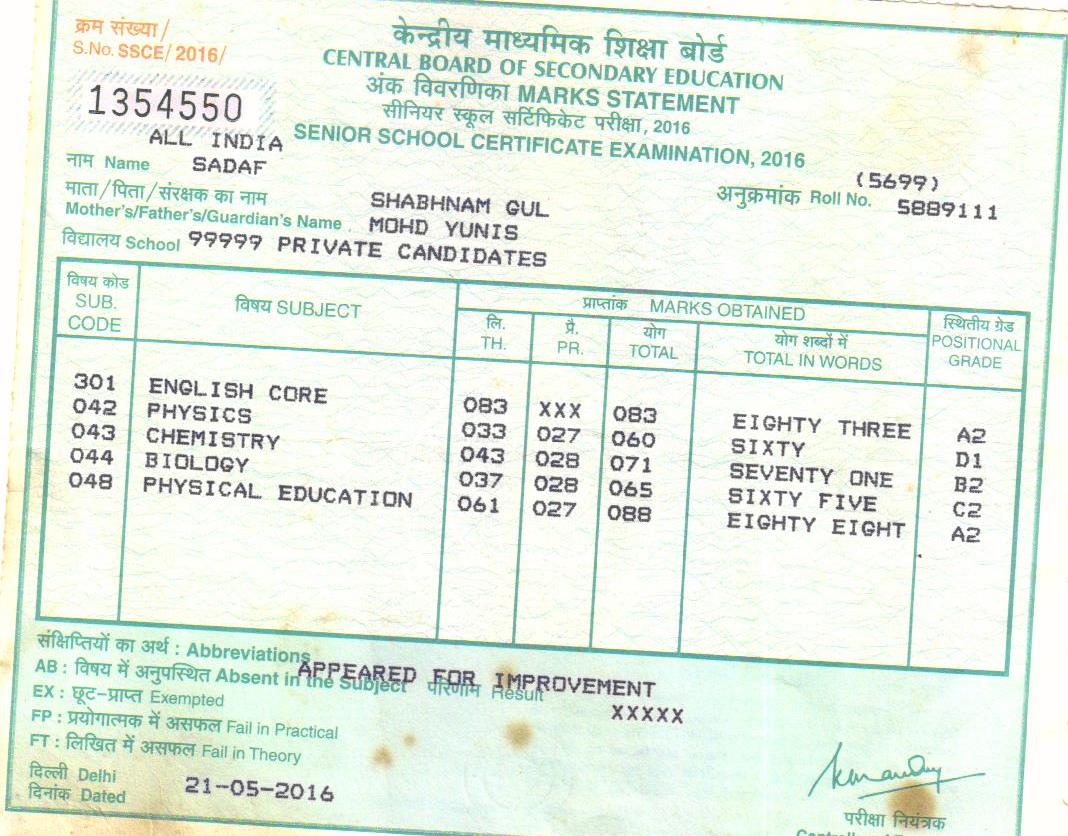 क्रम संख्या/
S.No. SSCE/ 2016/
1354550
केन्द्रीय माध्यमिक शिक्षा बोर्ड
CENTRAL BOARD OF SECONDARY EDUCATION
अंक विवरणिका MARKS STATEMENT
सीनियर स्कूल सर्टिफिकेट परीक्षा, 2016
ALL INDIA SENIOR SCHOOL CERTIFICATE EXAMINATION, 2016
नाम Name SADAF
(5699)
अनुक्रमांक Roll No. 5889111
माता/पिता/संरक्षक का नाम SHABHNAM GUL
Mother's/Father's/Guardian's Name MOHD YUNIS
विद्यालय School 99999 PRIVATE CANDIDATES
विषय कोड SUB. CODE विषय SUBJECT प्राप्तांक MARKS OBTAINED स्थितीय ग्रेड POSITIONAL GRADE
लि. TH. प्रै. PR. योग TOTAL योग शब्दों में TOTAL IN WORDS
301 ENGLISH CORE 083 XXX 083 EIGHTY THREE A2
042 PHYSICS 033 027 060 SIXTY D1
043 CHEMISTRY 043 028 071 SEVENTY ONE B2
044 BIOLOGY 037 028 065 SIXTY FIVE C2
048 PHYSICAL EDUCATION 061 027 088 EIGHTY EIGHT A2
संक्षिप्तियों का अर्थ : Abbreviations
APPEARED FOR IMPROVEMENT
AB : विषय में अनुपस्थित Absent in the Subject परिणाम Result
XXXXX
EX : छूट-प्राप्त Exempted
FP : प्रयोगात्मक में असफल Fail in Practical
FT : लिखित में असफल Fail in Theory
दिल्ली Delhi
दिनांक Dated 21-05-2016
परीक्षा नियंत्रक